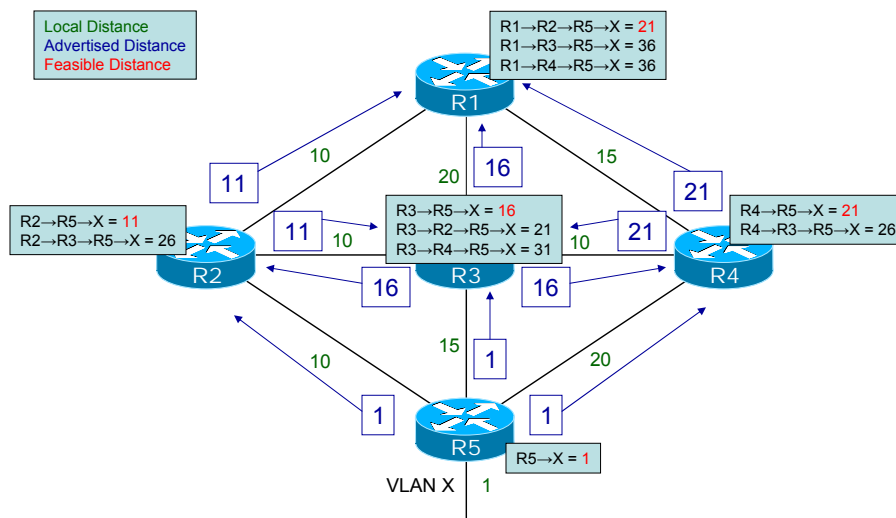 Local Distance
Advertised Distance
Feasible Distance
R1→R2→R5→X = 21
R1→R3→R5→X = 36
R1→R4→R5→X = 36
R1
10
20
15
11
16
21
R2→R5→X = 11
R2→R3→R5→X = 26
R3→R5→X = 16
R3→R2→R5→X = 21
R3→R4→R5→X = 31
R4→R5→X = 21
R4→R3→R5→X = 26
11
21
10
10
R2
R3
R4
16
16
10
15
20
1
1
1
R5
R5→X = 1
VLAN X
1